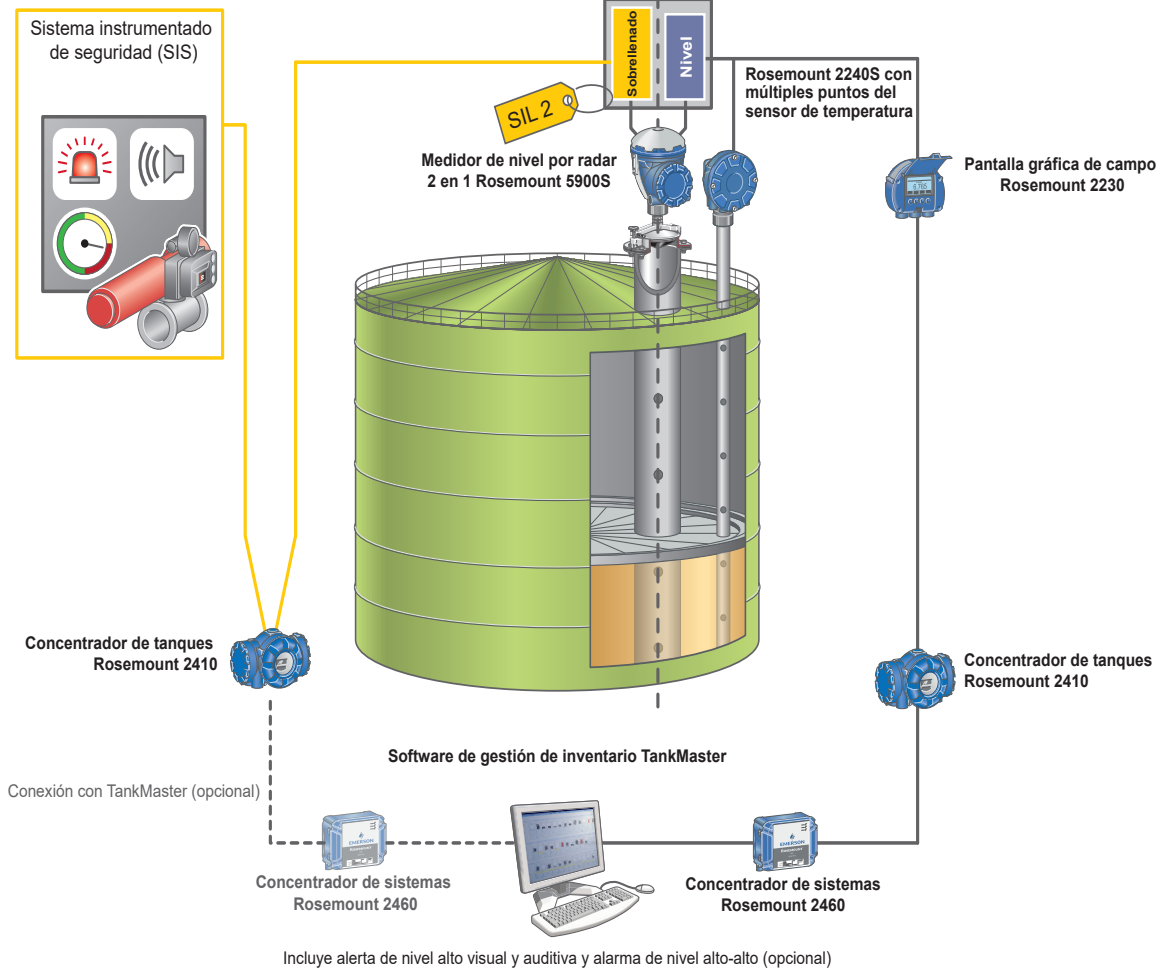 Sistema instrumentado
de seguridad (SIS)
Sobrellenado
Nivel
SIL 2
Rosemount 2240S con
múltiples puntos del
sensor de temperatura
Medidor de nivel por radar
2 en 1 Rosemount 5900S
Pantalla gráfica de campo
Rosemount 2230
Concentrador de tanques
Rosemount 2410
Concentrador de tanques
Rosemount 2410
Software de gestión de inventario TankMaster
Conexión con TankMaster (opcional)
EMERSON
EMERSON
Concentrador de sistemas
Rosemount 2460
Concentrador de sistemas
Rosemount 2460
Incluye alerta de nivel alto visual y auditiva y alarma de nivel alto-alto (opcional)